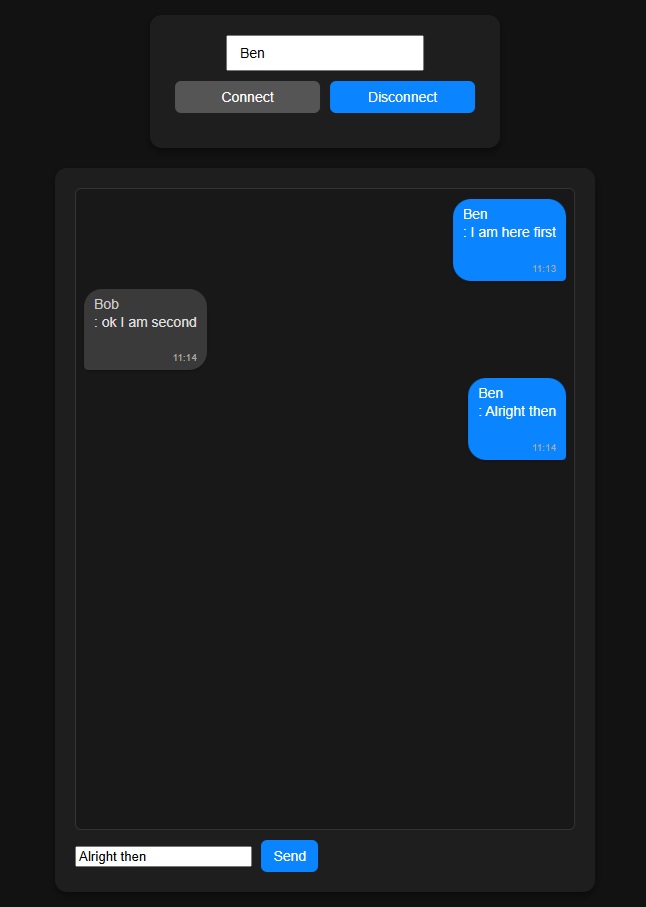 Ben
Connect Disconnect
Ben
: I am here first
11:13
Bob
: ok I am second
11:14
Ben
: Alright then
11:14
Alright then Send